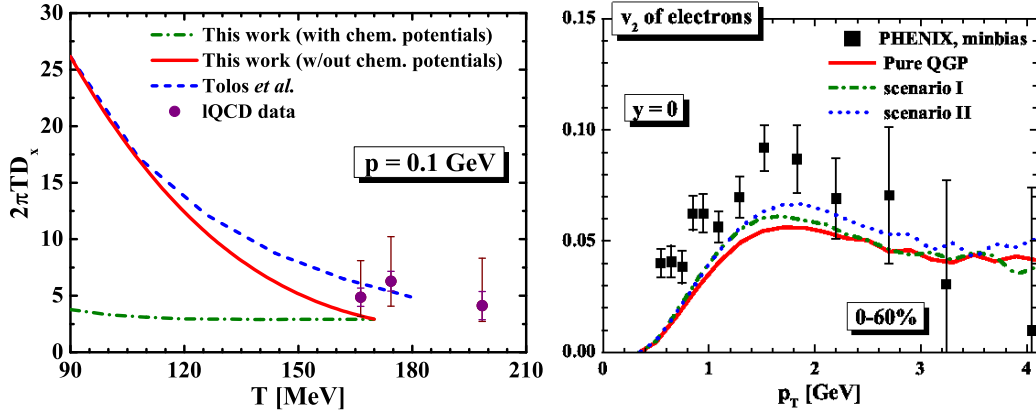 30
25
20
15
10
5
0
2πTD_x
90
120
150
180
210
T [MeV]
This work (with chem. potentials)
This work (w/out chem. potentials)
Tolos et al.
lQCD data
p = 0.1 GeV
0.15
0.10
0.05
0.00
0
1
2
3
4
p_T [GeV]
v_2 of electrons
PHENIX, minbias
Pure QGP
scenario I
scenario II
y = 0
0-60%